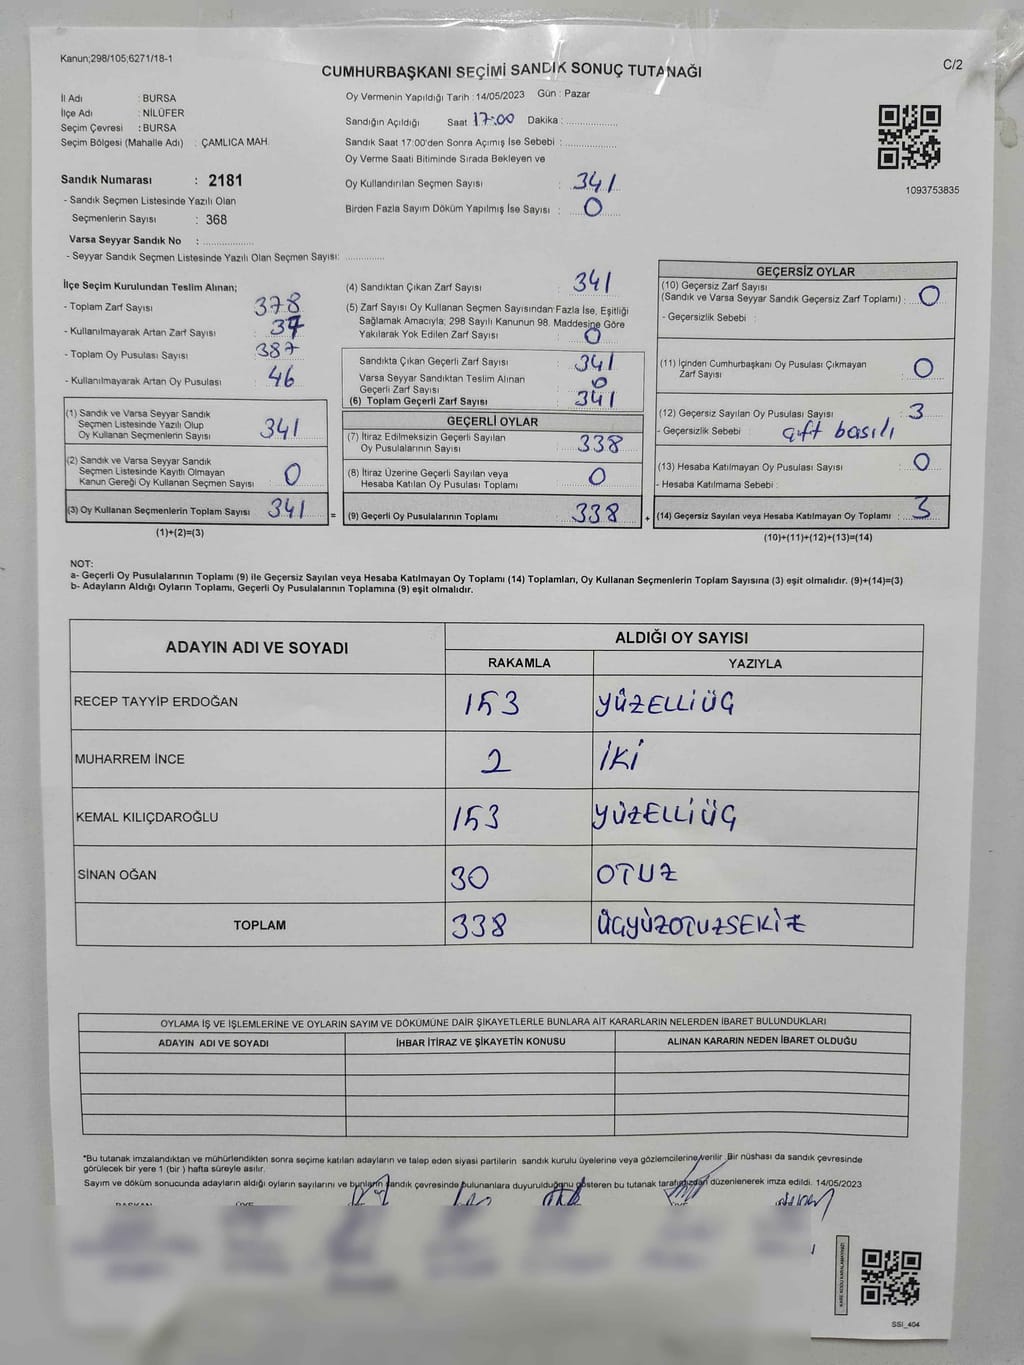 Kanun;298/105;6271/18-1
CUMHURBAŞKANI SEÇİMİ SANDIK SONUÇ TUTANAĞI
C/2
İl Adı : BURSA
İlçe Adı : NİLÜFER
Seçim Çevresi : BURSA
Seçim Bölgesi (Mahalle Adı) : ÇAMLICA MAH.
Sandık Numarası : 2181
- Sandık Seçmen Listesinde Yazılı Olan
Seçmenlerin Sayısı : 368
Varsa Seyyar Sandık No : ..................
- Seyyar Sandık Seçmen Listesinde Yazılı Olan Seçmen Sayısı: .............
Oy Vermenin Yapıldığı Tarih : 14/05/2023 Gün : Pazar
Sandığın Açıldığı Saat 17:00 Dakika : ..................
Sandık Saat 17:00'den Sonra Açımış İse Sebebi : ..................
Oy Verme Saati Bitiminde Sırada Bekleyen ve
Oy Kullandırılan Seçmen Sayısı : 341
Birden Fazla Sayım Döküm Yapılmış İse Sayısı : 0
1093753835
İlçe Seçim Kurulundan Teslim Alınan;
- Toplam Zarf Sayısı 378
- Kullanılmayarak Artan Zarf Sayısı : 37
- Toplam Oy Pusulası Sayısı 387
- Kullanılmayarak Artan Oy Pusulası : 46
(1) Sandık ve Varsa Seyyar Sandık
Seçmen Listesinde Yazılı Olup
Oy Kullanan Seçmenlerin Sayısı 341
(2) Sandık ve Varsa Seyyar Sandık
Seçmen Listesinde Kayıtlı Olmayan
Kanun Gereği Oy Kullanan Seçmen Sayısı : 0
(3) Oy Kullanan Seçmenlerin Toplam Sayısı 341 =
(1)+(2)=(3)
(4) Sandıktan Çıkan Zarf Sayısı : 341
(5) Zarf Sayısı Oy Kullanan Seçmen Sayısından Fazla İse, Eşitliği
Sağlamak Amacıyla; 298 Sayılı Kanunun 98. Maddesine Göre
Yakılarak Yok Edilen Zarf Sayısı : 0
Sandıkta Çıkan Geçerli Zarf Sayısı : 341
Varsa Seyyar Sandıktan Teslim Alınan
Geçerli Zarf Sayısı : 0
(6) Toplam Geçerli Zarf Sayısı : 341
GEÇERLİ OYLAR
(7) İtiraz Edilmeksizin Geçerli Sayılan
Oy Pusulalarının Sayısı : 338
(8) İtiraz Üzerine Geçerli Sayılan veya
Hesaba Katılan Oy Pusulası Toplamı : 0
(9) Geçerli Oy Pusulalarının Toplamı : 338 +
GEÇERSİZ OYLAR
(10) Geçersiz Zarf Sayısı
(Sandık ve Varsa Seyyar Sandık Geçersiz Zarf Toplamı) : 0
- Geçersizlik Sebebi :
(11) İçinden Cumhurbaşkanı Oy Pusulası Çıkmayan
Zarf Sayısı : 0
(12) Geçersiz Sayılan Oy Pusulası Sayısı : 3
- Geçersizlik Sebebi : çift basılı
(13) Hesaba Katılmayan Oy Pusulası Sayısı : 0
- Hesaba Katılmama Sebebi :
(14) Geçersiz Sayılan veya Hesaba Katılmayan Oy Toplamı : 3
(10)+(11)+(12)+(13)=(14)
NOT:
a- Geçerli Oy Pusulalarının Toplamı (9) ile Geçersiz Sayılan veya Hesaba Katılmayan Oy Toplamı (14) Toplamları, Oy Kullanan Seçmenlerin Toplam Sayısına (3) eşit olmalıdır. (9)+(14)=(3)
b- Adayların Aldığı Oyların Toplamı, Geçerli Oy Pusulalarının Toplamına (9) eşit olmalıdır.
ADAYIN ADI VE SOYADI ALDIĞI OY SAYISI
RAKAMLA YAZIYLA
RECEP TAYYİP ERDOĞAN 153 YÜZELLİÜÇ
MUHARREM İNCE 2 İKİ
KEMAL KILIÇDAROĞLU 153 YÜZELLİÜÇ
SİNAN OĞAN 30 OTUZ
TOPLAM 338 ÜÇYÜZOTUZSEKİZ
OYLAMA İŞ VE İŞLEMLERİNE VE OYLARIN SAYIM VE DÖKÜMÜNE DAİR ŞİKAYETLERLE BUNLARA AİT KARARLARIN NELERDEN İBARET BULUNDUKLARI
ADAYIN ADI VE SOYADI İHBAR İTİRAZ VE ŞİKAYETİN KONUSU ALINAN KARARIN NEDEN İBARET OLDUĞU
*Bu tutanak imzalandıktan ve mühürlendikten sonra seçime katılan adayların ve talep eden siyasi partilerin sandık kurulu üyelerine veya gözlemcilerine verilir. Bir nüshası da sandık çevresinde
görülecek bir yere 1 (bir ) hafta süreyle asılır.
Sayım ve döküm sonucunda adayların aldığı oyların sayılarını ve bunların sandık çevresinde bulunanlara duyurulduğunu gösteren bu tutanak tarafımızdan düzenlenerek imza edildi. 14/05/2023
SSI_404